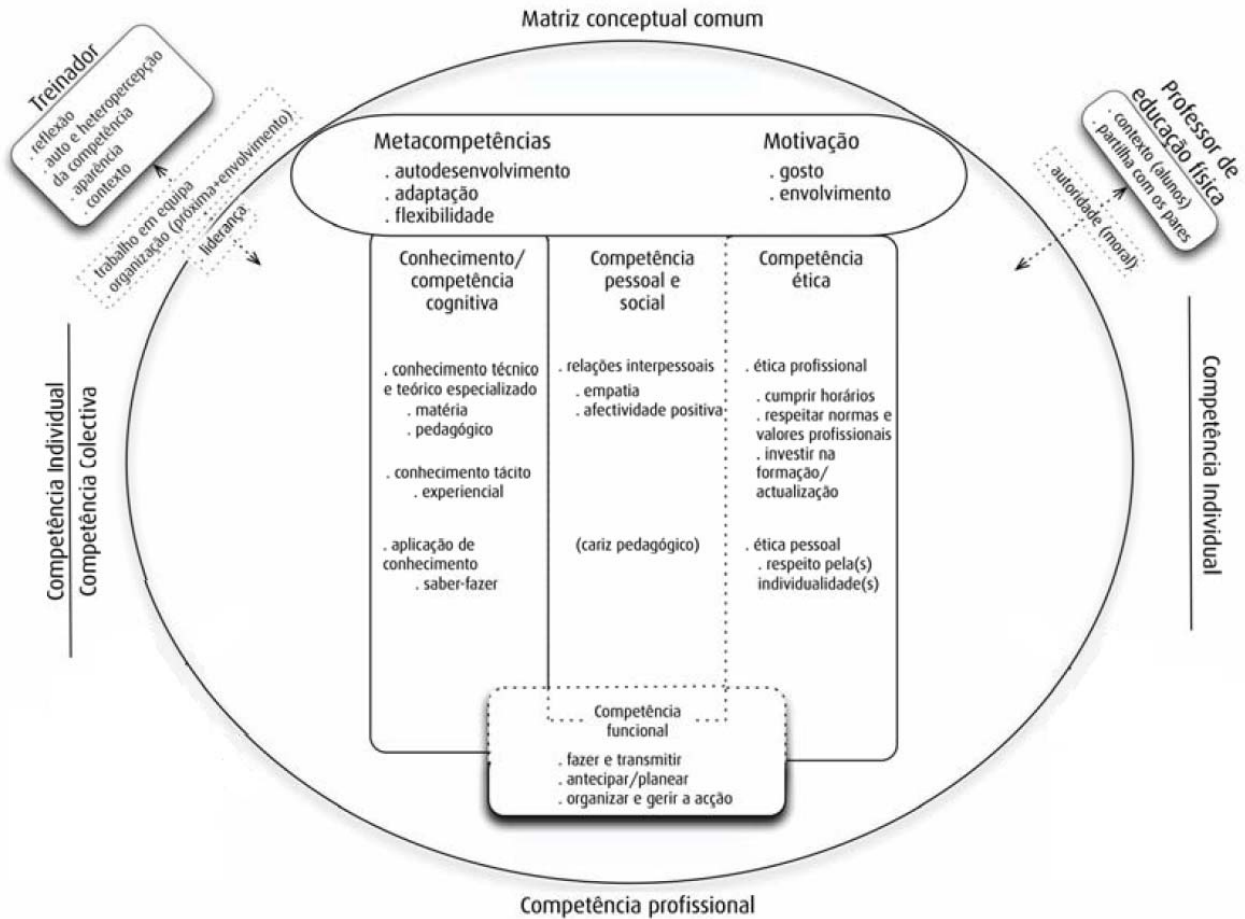 Matriz conceptual comum
Treinador
. reflexão
. auto e heteropercepção
da competência
. aparência
. contexto
trabalho em equipa
. organização (próxima+envolvimento)
liderança
Professor de
educação física
. contexto (alunos)
. partilha com os pares
. autoridade (moral)
Metacompetências
. autodesenvolvimento
. adaptação
. flexibilidade
Motivação
. gosto
. envolvimento
Conhecimento/
competência
cognitiva
. conhecimento técnico
e teórico especializado
. matéria
. pedagógico
. conhecimento tácito
. experiencial
. aplicação de
conhecimento
. saber-fazer
Competência
pessoal e
social
. relações interpessoais
. empatia
. afectividade positiva
(cariz pedagógico)
Competência
ética
. ética profissional
. cumprir horários
. respeitar normas e
valores profissionais
. investir na
formação/
actualização
. ética pessoal
. respeito pela(s)
individualidade(s)
Competência
funcional
. fazer e transmitir
. antecipar/planear
. organizar e gerir a acção
Competência Individual
Competência Colectiva
Competência Individual
Competência profissional